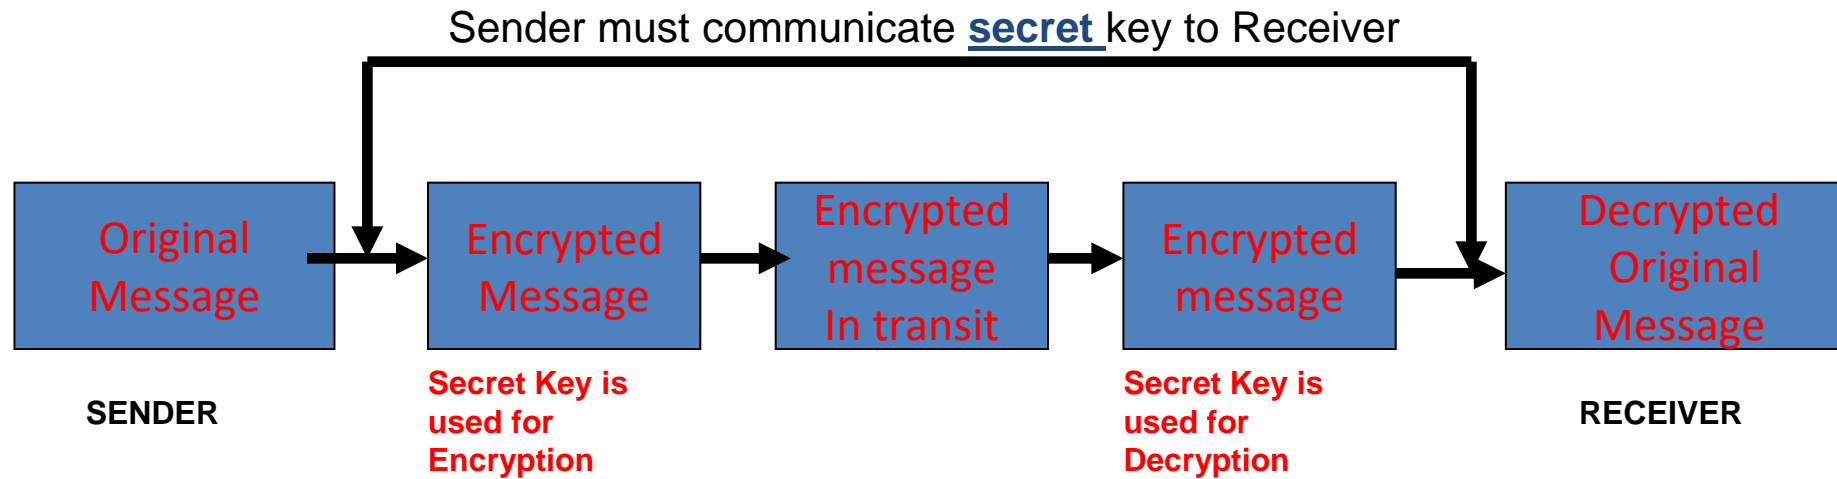 Sender must communicate secret key to Receiver
Original
Message
Encrypted
Message
Encrypted
message
In transit
Encrypted
message
Decrypted
Original
Message
SENDER
Secret Key is
used for
Encryption
Secret Key is
used for
Decryption
RECEIVER